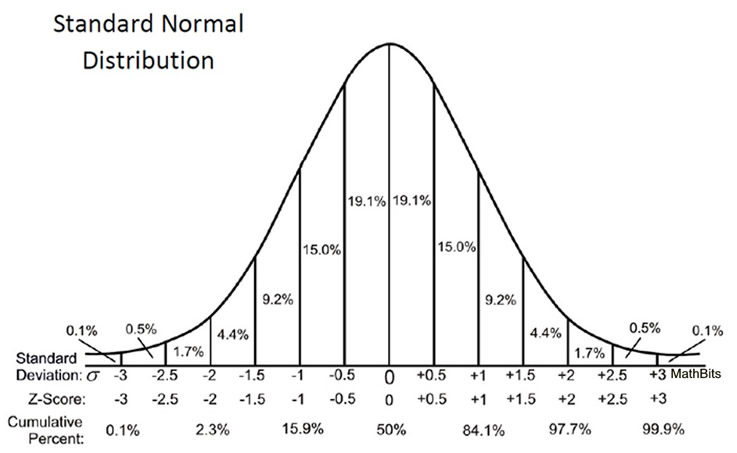 Standard Normal
Distribution
19.1% 19.1%
15.0% 15.0%
9.2% 9.2%
0.1% 0.5% 4.4% 4.4% 0.5% 0.1%
1.7% 1.7%
Standard
Deviation: σ -3 -2.5 -2 -1.5 -1 -0.5 0 +0.5 +1 +1.5 +2 +2.5 +3 MathBits
Z-Score: -3 -2.5 -2 -1.5 -1 -0.5 0 +0.5 +1 +1.5 +2 +2.5 +3
Cumulative
Percent: 0.1% 2.3% 15.9% 50% 84.1% 97.7% 99.9%